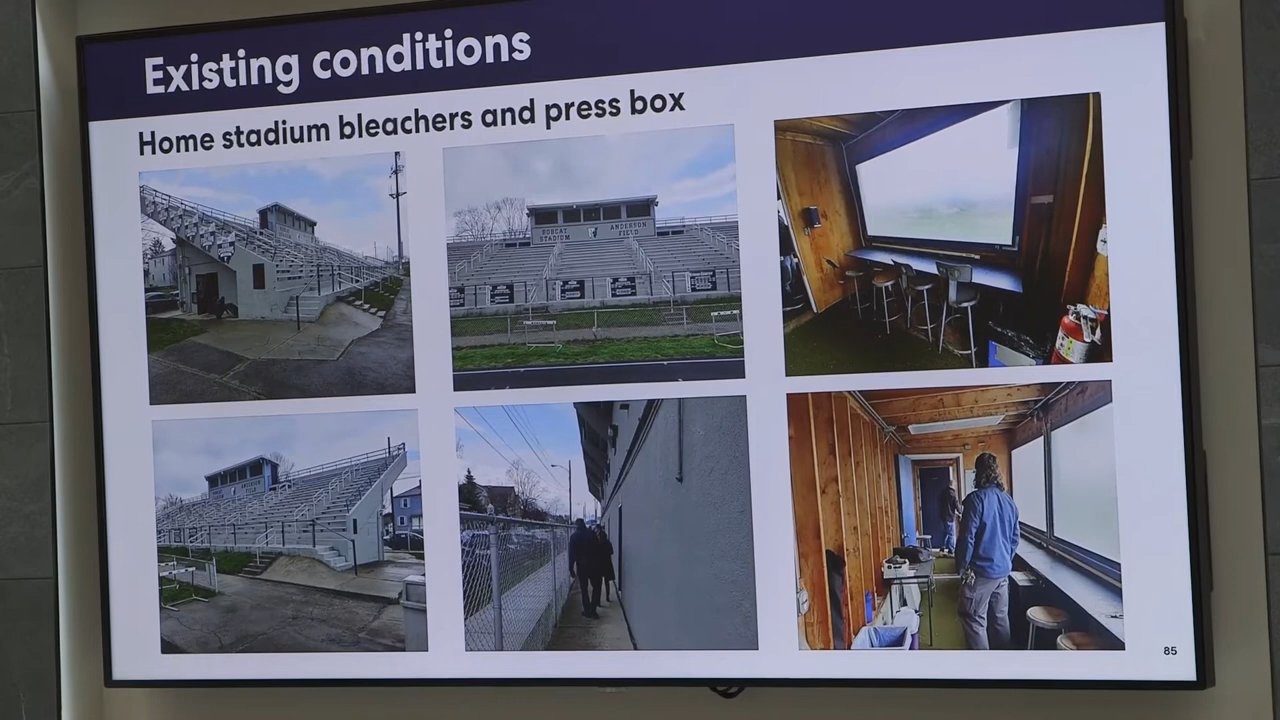 Existing conditions
Home stadium bleachers and press box
BOBCAT
STADIUM
ANDERSON
FIELD
85